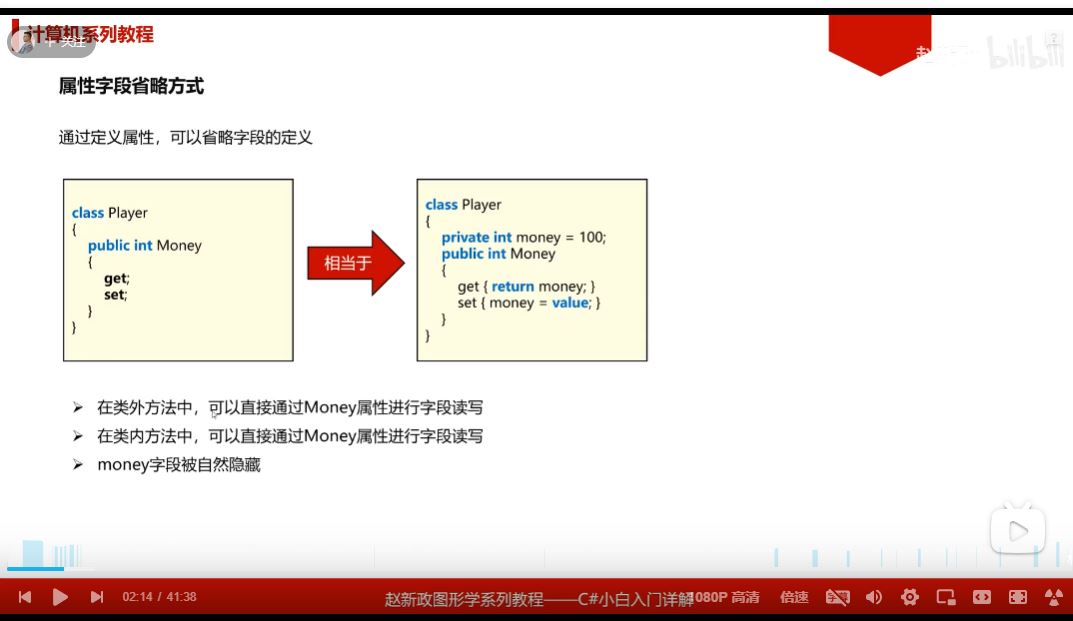 计算机系列教程
+ 关注
bilibili
属性字段省略方式
通过定义属性，可以省略字段的定义
class Player
{
public int Money
{
get;
set;
}
}
相当于
class Player
{
private int money = 100;
public int Money
{
get { return money; }
set { money = value; }
}
}
➢ 在类外方法中，可以直接通过Money属性进行字段读写
➢ 在类内方法中，可以直接通过Money属性进行字段读写
➢ money字段被自然隐藏
02:14 / 41:38
赵新政图形学系列教程——C#小白入门详解
1080P 高清
倍速